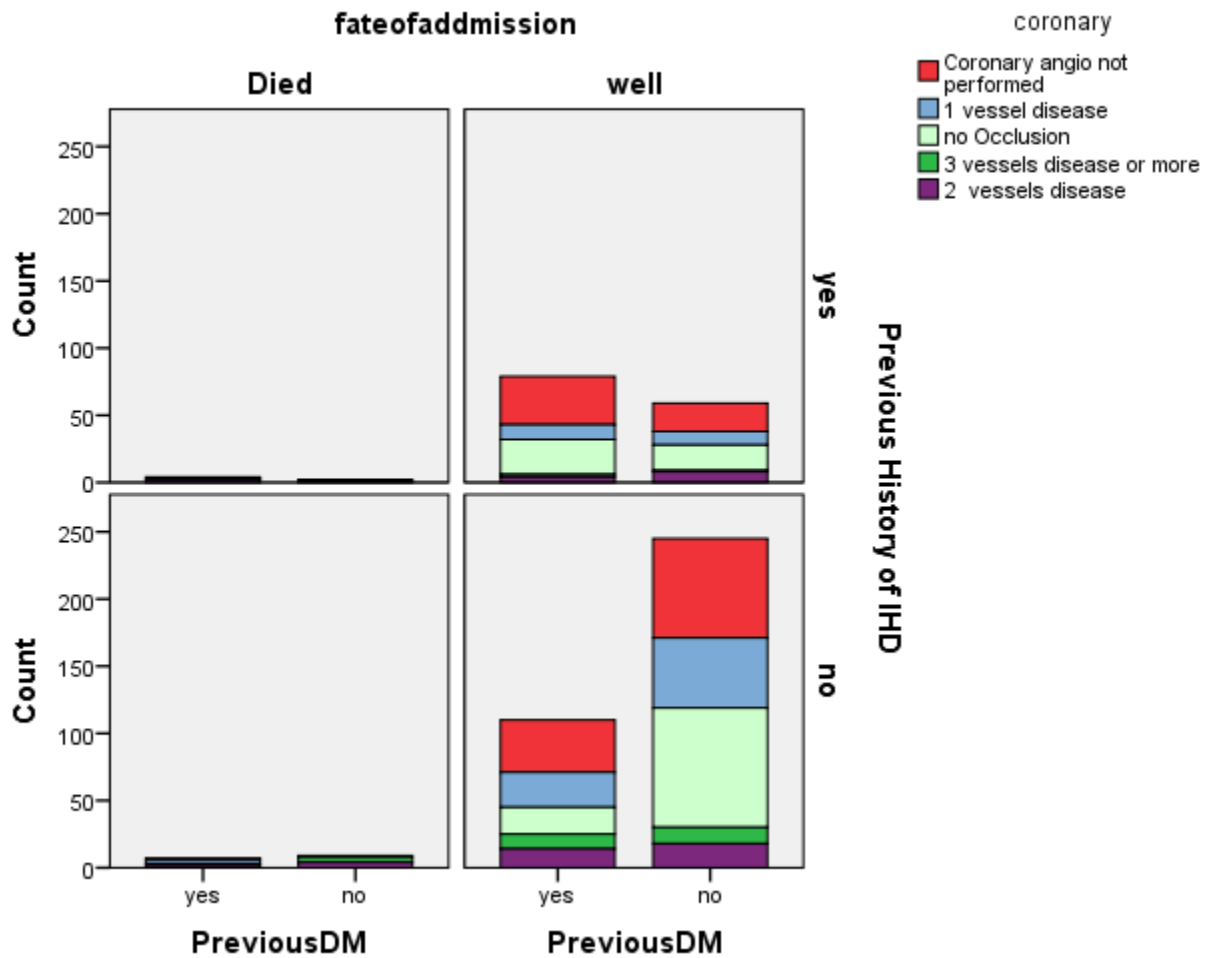 fateofaddmission
Died
well
coronary
Coronary angio not
performed
1 vessel disease
no Occlusion
3 vessels disease or more
2 vessels disease
Count
250
200
150
100
50
0
yes
Count
250
200
150
100
50
0
no
Previous History of IHD
yes
no
yes
no
PreviousDM
PreviousDM